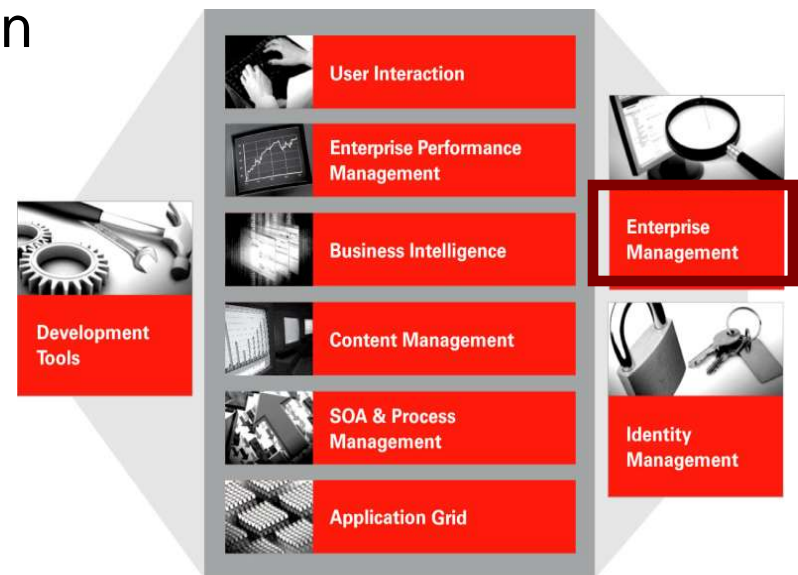 n
User Interaction
Enterprise Performance
Management
Business Intelligence
Content Management
SOA & Process
Management
Application Grid
Development
Tools
Enterprise
Management
Identity
Management